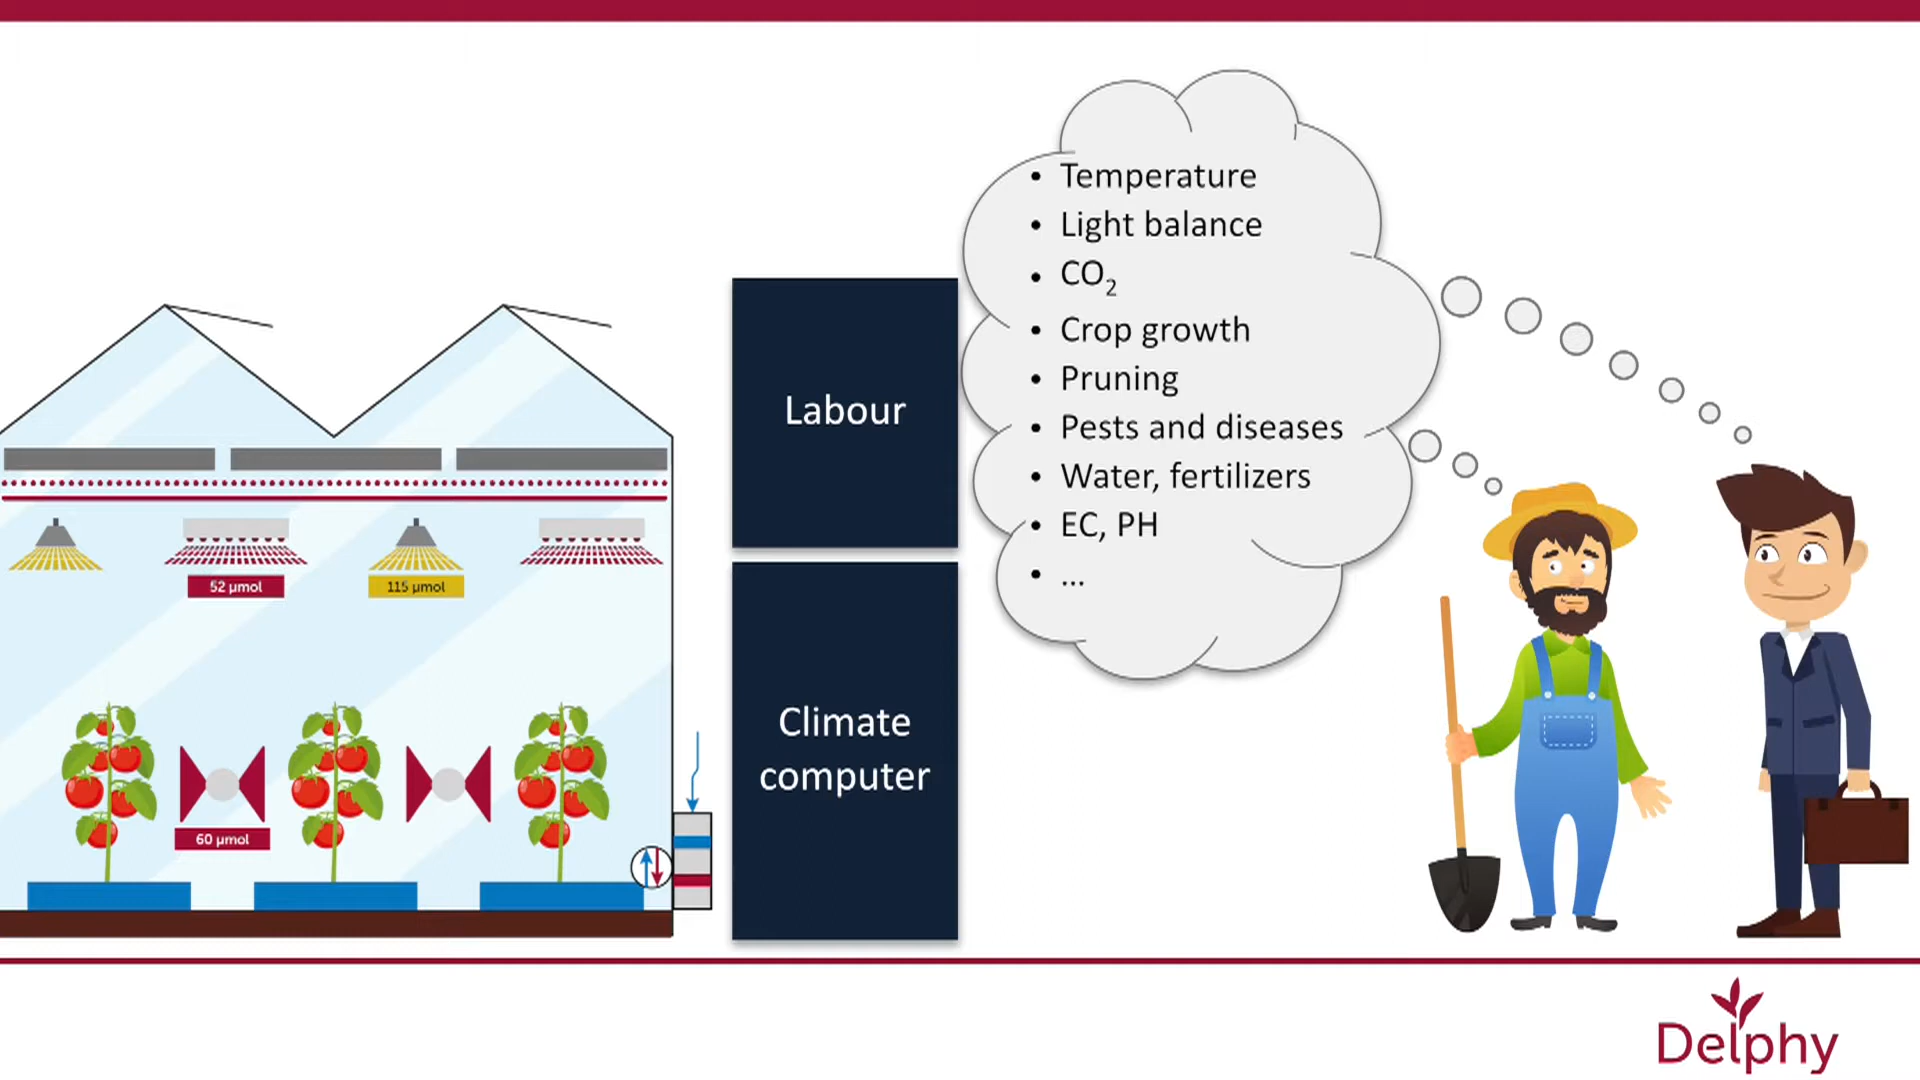 • Temperature
• Light balance
• CO₂
• Crop growth
• Pruning
• Pests and diseases
• Water, fertilizers
• EC, PH
• ...
Labour
Climate
computer
52 µmol
115 µmol
60 µmol
Delphy